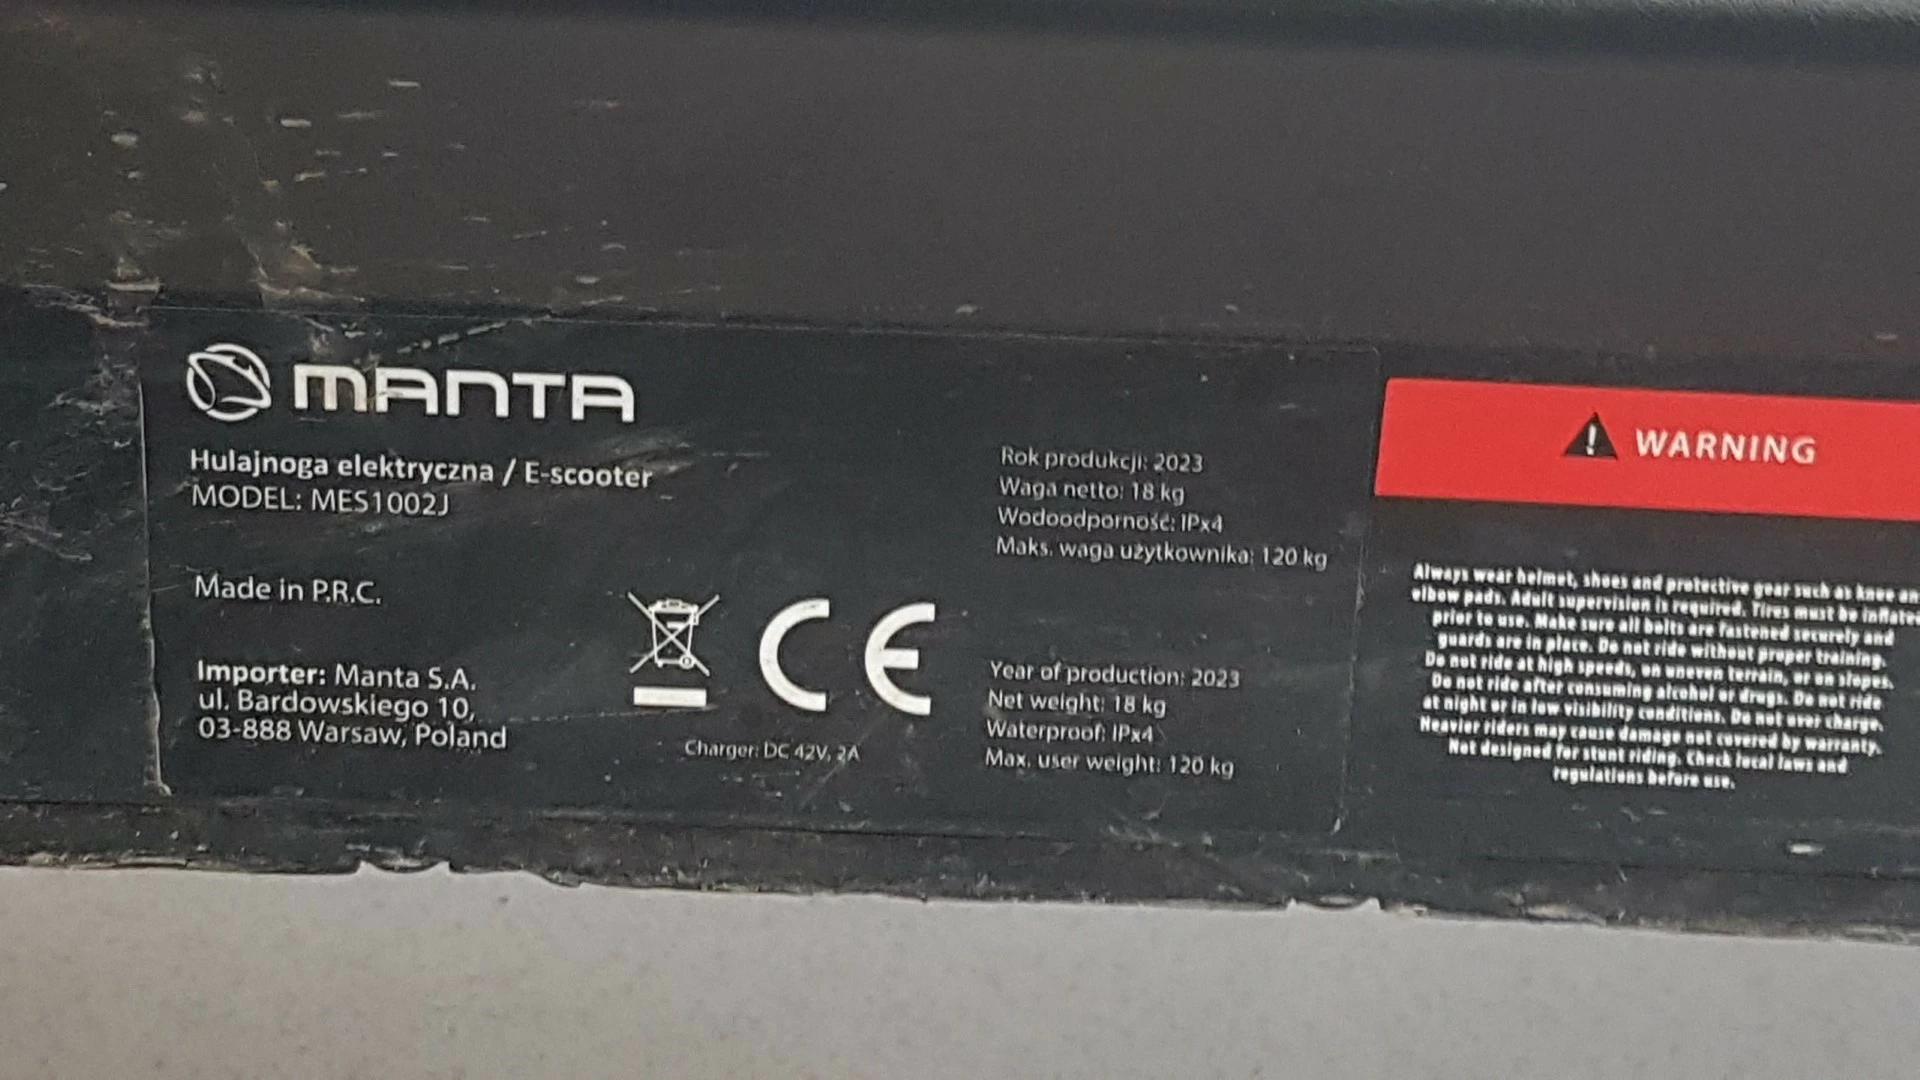 MANTA
Hulajnoga elektryczna / E-scooter
MODEL: MES1002J
Made in P.R.C.
Importer: Manta S.A.
ul. Bardowskiego 10,
03-888 Warsaw, Poland
CE
Charger: DC 42V, 2A
Rok produkcji: 2023
Waga netto: 18 kg
Wodoodporność: IPx4
Maks. waga użytkownika: 120 kg
Year of production: 2023
Net weight: 18 kg
Waterproof: IPx4
Max. user weight: 120 kg
WARNING
Always wear helmet, shoes and protective gear such as knee an
elbow pads. Adult supervision is required. Tires must be inflated
prior to use. Make sure all bolts are fastened securely and
guards are in place. Do not ride without proper training.
Do not ride at high speeds, on uneven terrain, or on slopes.
Do not ride after consuming alcohol or drugs. Do not ride
at night or in low visibility conditions. Do not over charge.
Heavier riders may cause damage not covered by warranty.
Not designed for stunt riding. Check local laws and
regulations before use.